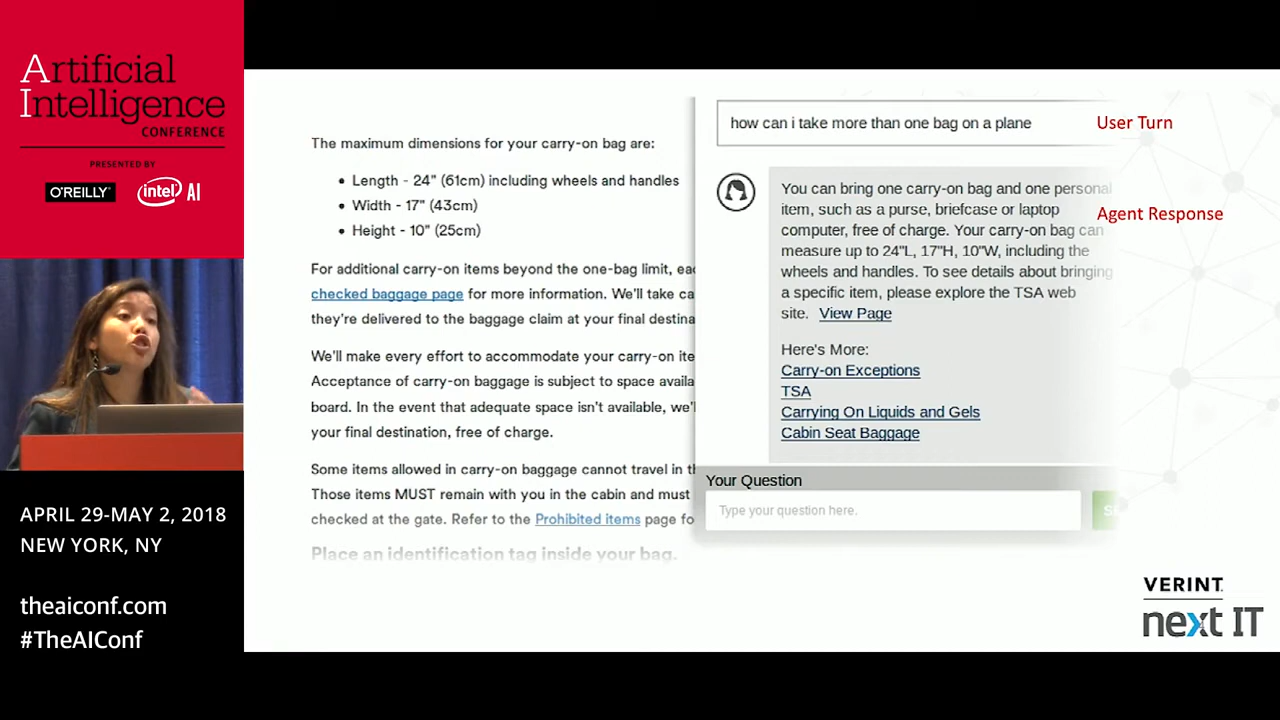 Artificial
Intelligence
CONFERENCE
PRESENTED BY
O'REILLY
intel AI
APRIL 29-MAY 2, 2018
NEW YORK, NY
theaiconf.com
#TheAIConf
The maximum dimensions for your carry-on bag are:
• Length - 24" (61cm) including wheels and handles
• Width - 17" (43cm)
• Height - 10" (25cm)
For additional carry-on items beyond the one-bag limit,
checked baggage page for more information. We'll take
they're delivered to the baggage claim at your final
We'll make every effort to accommodate your carry-on
Acceptance of carry-on baggage is subject to space
board. In the event that adequate space isn't available,
your final destination, free of charge.
Some items allowed in carry-on baggage cannot travel in
Those items MUST remain with you in the cabin and must
checked at the gate. Refer to the Prohibited items page
Place an identification tag inside your bag.
how can i take more than one bag on a plane
User Turn
You can bring one carry-on bag and one personal
item, such as a purse, briefcase or laptop
Agent Response
computer, free of charge. Your carry-on bag can
measure up to 24"L, 17"H, 10"W, including the
wheels and handles. To see details about bringing
a specific item, please explore the TSA web
site. View Page
Here's More:
Carry-on Exceptions
TSA
Carrying On Liquids and Gels
Cabin Seat Baggage
Your Question
Type your question here.
VERINT
next IT